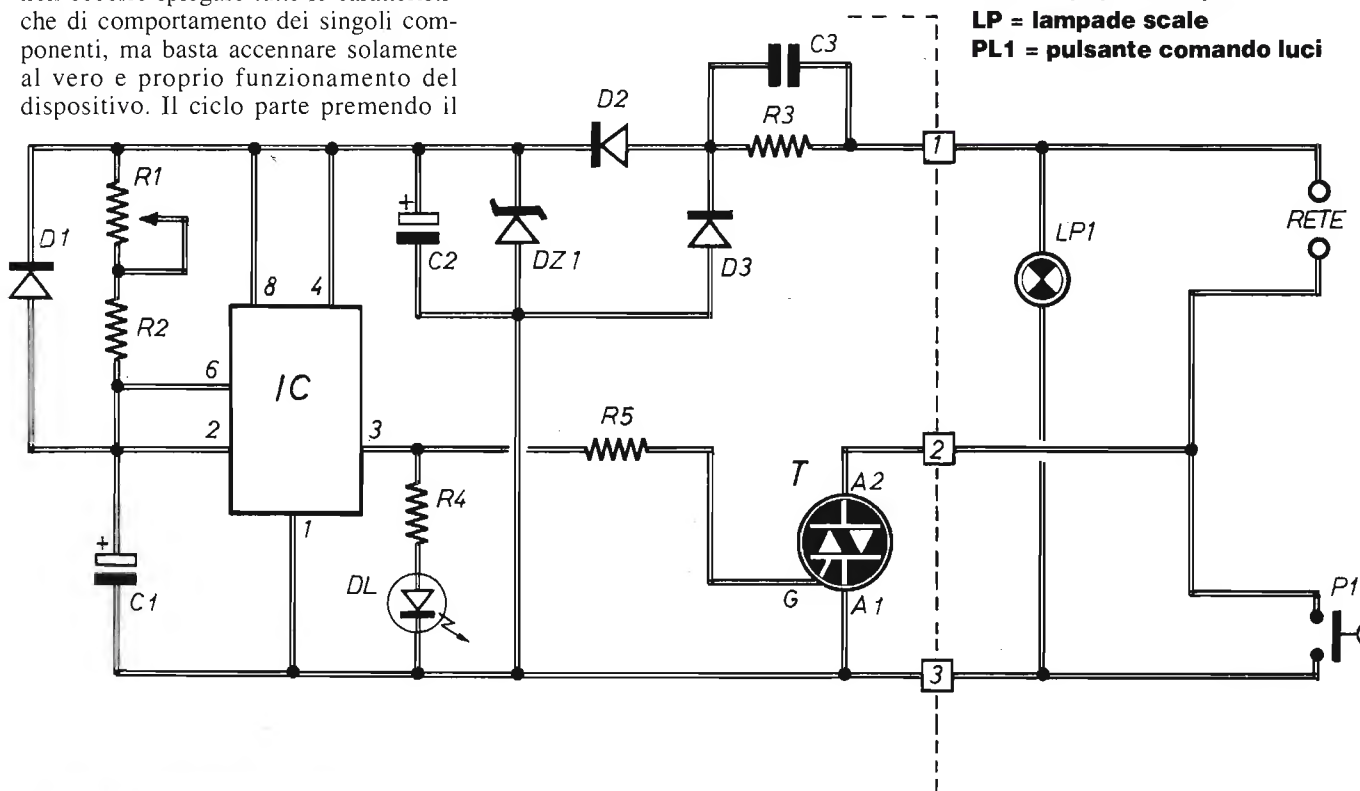 che di comportamento dei singoli com-
ponenti, ma basta accennare solamente
al vero e proprio funzionamento del
dispositivo. Il ciclo parte premendo il
LP = lampade scale
PL1 = pulsante comando luci
C3
D2
R3
1
R1
D1
C2
DZ1
D3
LP1
RETE
8
4
R2
6
IC
2
3
R5
2
T
A2
R4
1
C1
DL
G
A1
P1
3